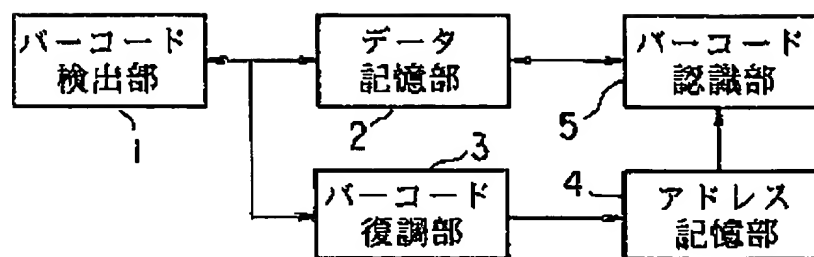 バーコード
検出部
1
データ
記憶部
2
バーコード
認識部
5
バーコード
復調部
3
アドレス
記憶部
4